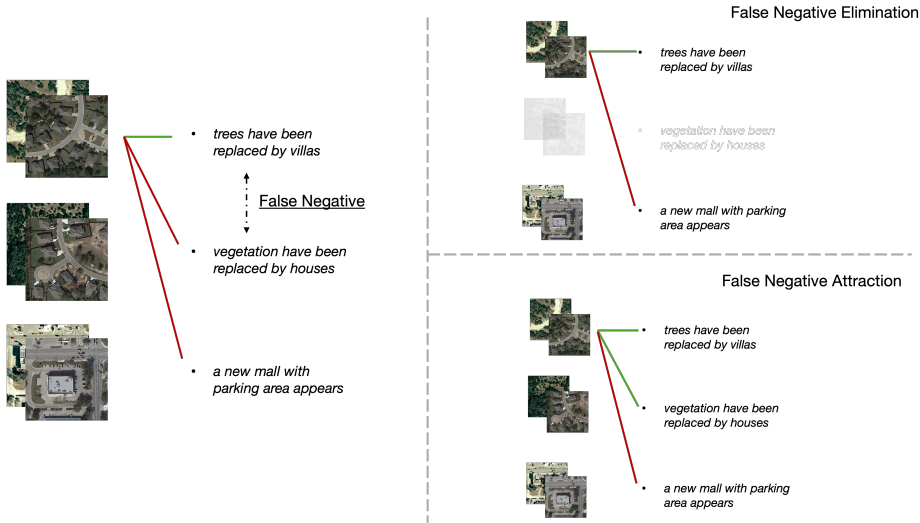 trees have been
replaced by villas
False Negative
vegetation have been
replaced by houses
a new mall with
parking area appears
False Negative Elimination
trees have been
replaced by villas
vegetation have been
replaced by houses
a new mall with parking
area appears
False Negative Attraction
trees have been
replaced by villas
vegetation have been
replaced by houses
a new mall with parking
area appears